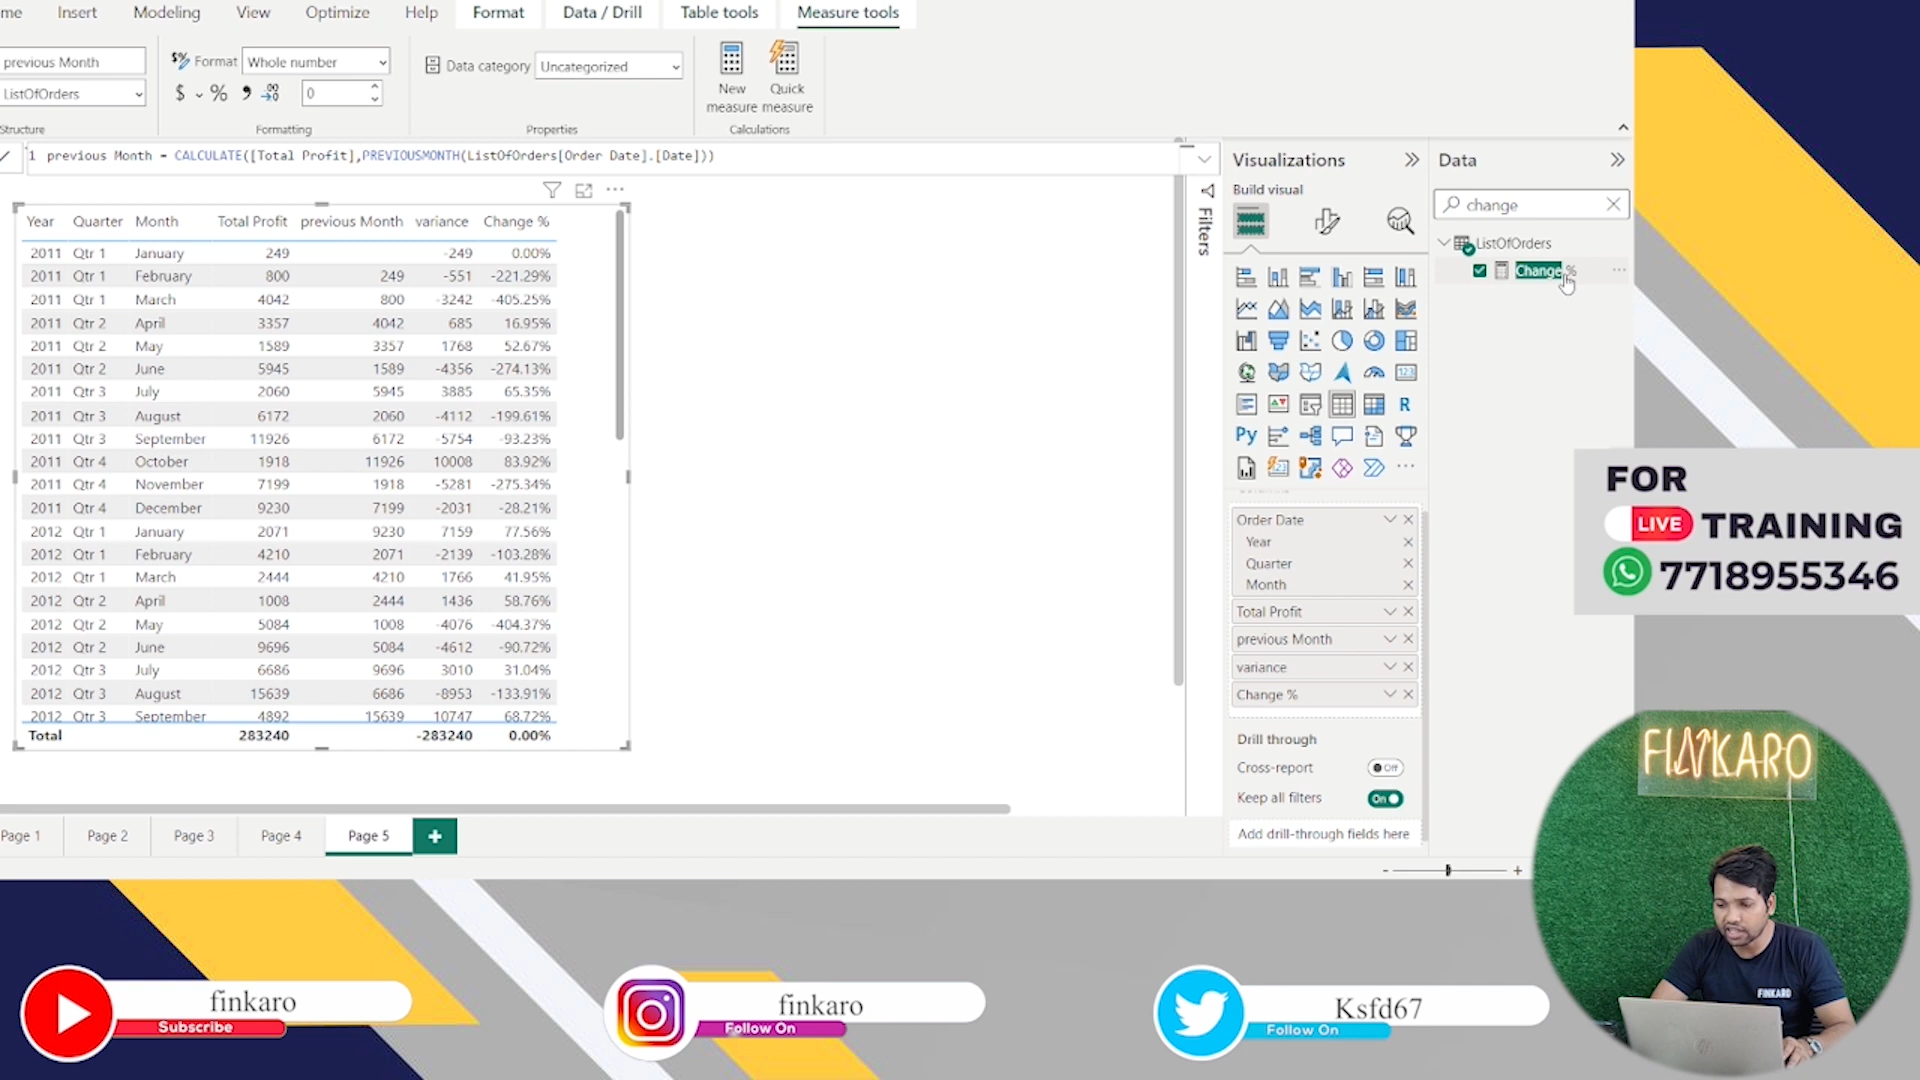 me Insert Modeling View Optimize Help Format Data / Drill Table tools Measure tools
previous Month
ListOfOrders
Structure
Format Whole number
$ % 0
Formatting
Data category Uncategorized
Properties
New measure
Quick measure
Calculations
1 previous Month = CALCULATE([Total Profit],PREVIOUSMONTH(ListOfOrders[Order Date].[Date]))
Year Quarter Month Total Profit previous Month variance Change %
2011 Qtr 1 January 249 -249 0.00%
2011 Qtr 1 February 800 249 -551 -221.29%
2011 Qtr 1 March 4042 800 -3242 -405.25%
2011 Qtr 2 April 3357 4042 685 16.95%
2011 Qtr 2 May 1589 3357 1768 52.67%
2011 Qtr 2 June 5945 1589 -4356 -274.13%
2011 Qtr 3 July 2060 5945 3885 65.35%
2011 Qtr 3 August 6172 2060 -4112 -199.61%
2011 Qtr 3 September 11926 6172 -5754 -93.23%
2011 Qtr 4 October 1918 11926 10008 83.92%
2011 Qtr 4 November 7199 1918 -5281 -275.34%
2011 Qtr 4 December 9230 7199 -2031 -28.21%
2012 Qtr 1 January 2071 9230 7159 77.56%
2012 Qtr 1 February 4210 2071 -2139 -103.28%
2012 Qtr 1 March 2444 4210 1766 41.95%
2012 Qtr 2 April 1008 2444 1436 58.76%
2012 Qtr 2 May 5084 1008 -4076 -404.37%
2012 Qtr 2 June 9696 5084 -4612 -90.72%
2012 Qtr 3 July 6686 9696 3010 31.04%
2012 Qtr 3 August 15639 6686 -8953 -133.91%
2012 Qtr 3 September 4892 15639 10747 68.72%
Total 283240 -283240 0.00%
Filters
Visualizations
Build visual
123
R
Py
Order Date
Year
Quarter
Month
Total Profit
previous Month
variance
Change %
Drill through
Cross-report Off
Keep all filters On
Add drill-through fields here
Data
change
ListOfOrders
Change %
Page 1 Page 2 Page 3 Page 4 Page 5 +
- +
FOR
LIVE TRAINING
7718955346
FINKARO
FINKARO
finkaro
Subscribe
finkaro
Follow On
Ksfd67
Follow On